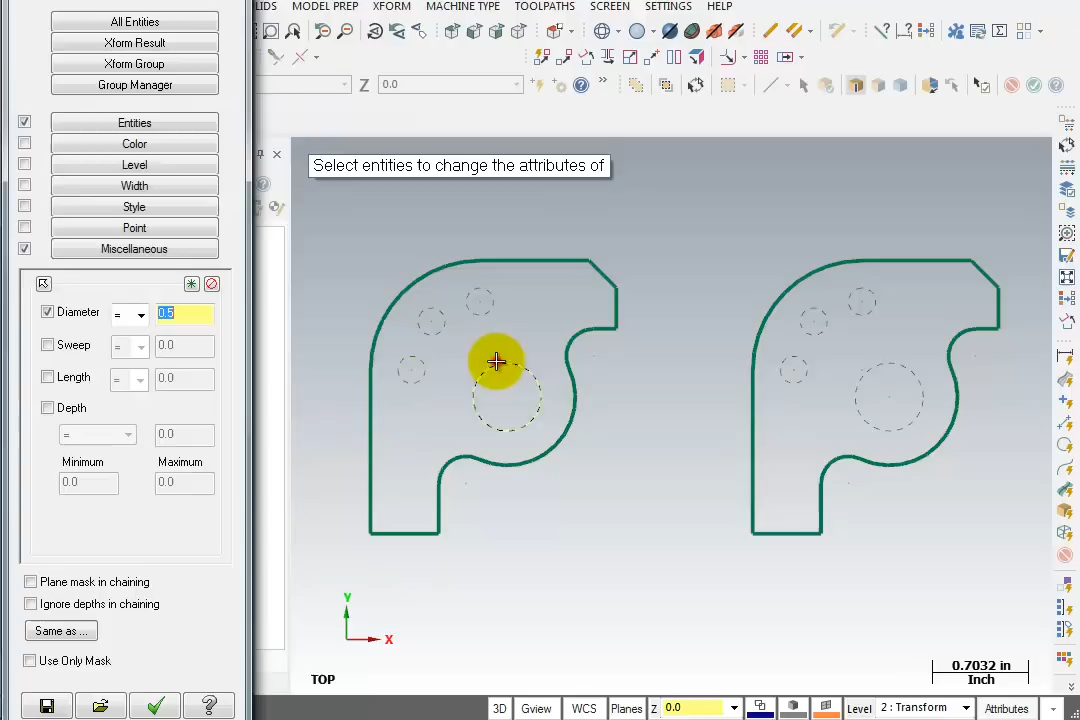 LIDS MODEL PREP XFORM MACHINE TYPE TOOLPATHS SCREEN SETTINGS HELP
All Entities
Xform Result
Xform Group
Group Manager
Z 0.0
Entities
Color
Level
Width
Style
Point
Miscellaneous
Select entities to change the attributes of
Diameter = 0.5
Sweep = 0.0
Length = 0.0
Depth
= 0.0
Minimum Maximum
0.0 0.0
Plane mask in chaining
Ignore depths in chaining
Same as ...
Use Only Mask
Y
X
TOP
0.7032 in
Inch
3D Gview WCS Planes Z 0.0 Level 2 : Transform Attributes